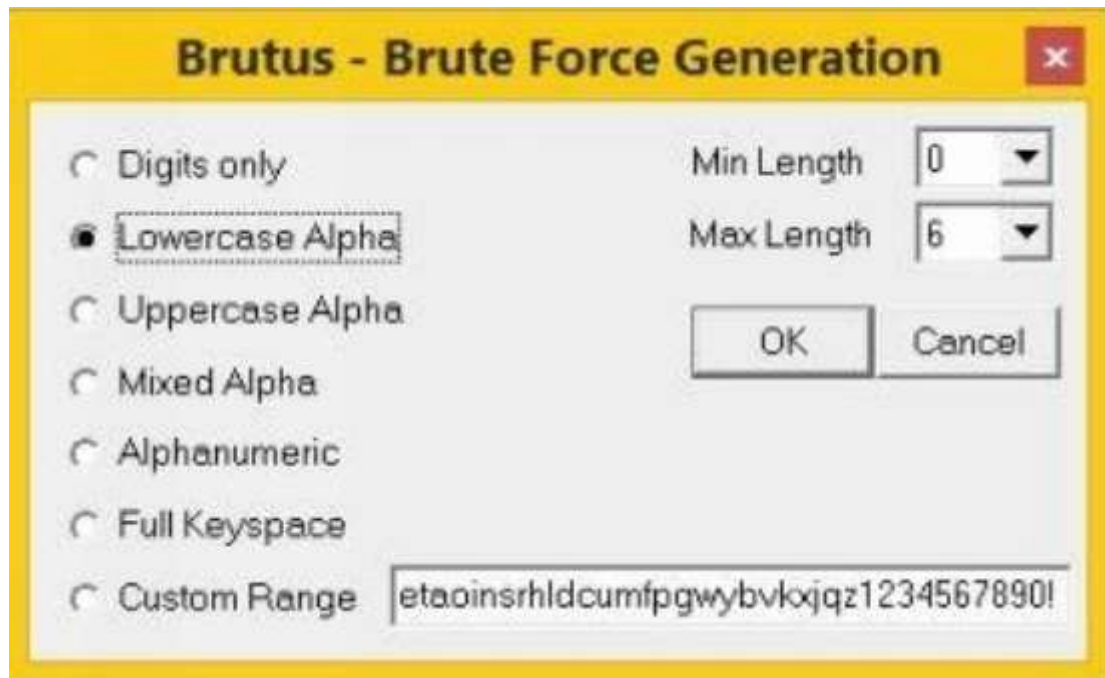 Brutus - Brute Force Generation
Digits only
Min Length 0
Lowercase Alpha
Max Length 6
Uppercase Alpha
OK Cancel
Mixed Alpha
Alphanumeric
Full Keyspace
Custom Range etaoinsrhldcumfpgwybvkxjqz1234567890!